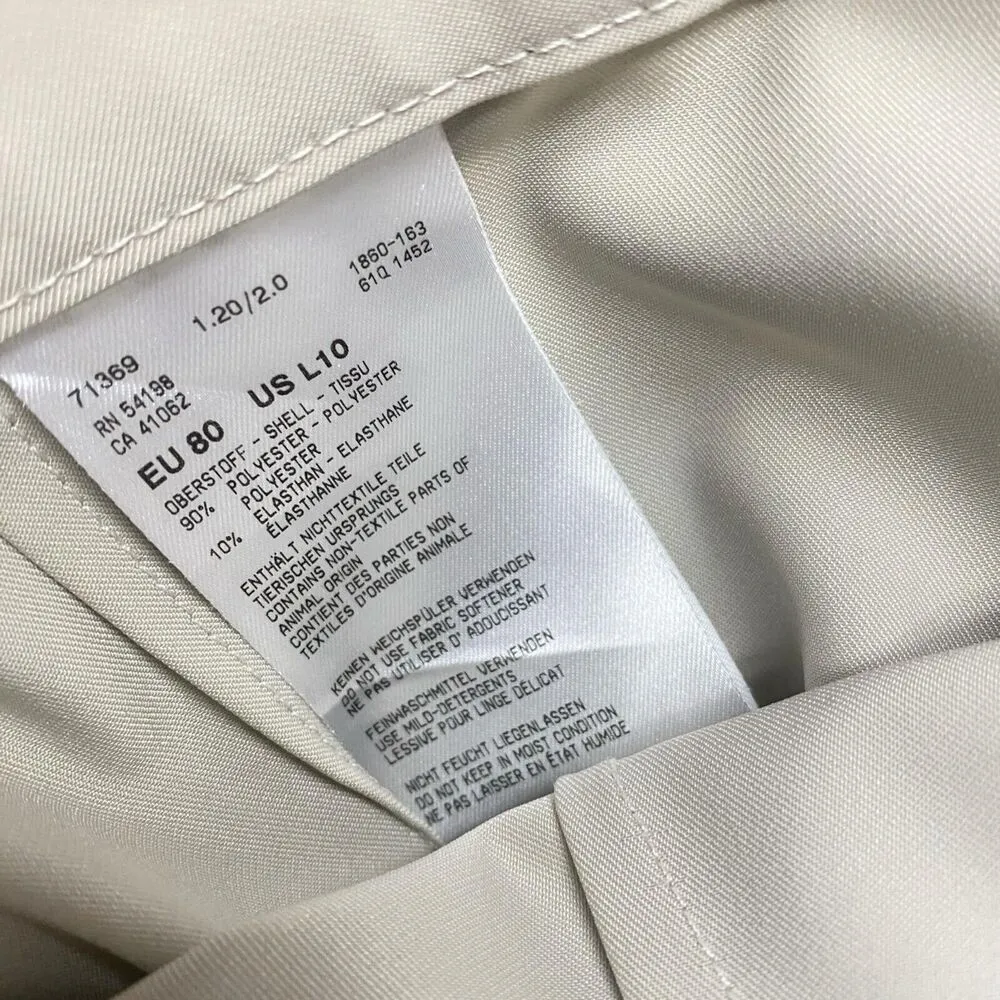 71369
1.20/2.0
1860-163
61Q 1452
RN 54198
CA 41062
EU 80 US L10
OBERSTOFF - SHELL - TISSU
90% POLYESTER - POLYESTER
POLYESTER
10% ELASTHAN - ELASTHANE
ÉLASTHANNE
ENTHÄLT NICHTTEXTILE TEILE
TIERISCHEN URSPRUNGS
CONTAINS NON-TEXTILE PARTS OF
ANIMAL ORIGIN
CONTIENT DES PARTIES NON
TEXTILES D'ORIGINE ANIMALE
KEINEN WEICHSPÜLER VERWENDEN
DO NOT USE FABRIC SOFTENER
NE PAS UTILISER D' ADOUCISSANT
FEINWASCHMITTEL VERWENDEN
USE MILD-DETERGENTS
LESSIVE POUR LINGE DÉLICAT
NICHT FEUCHT LIEGENLASSEN
DO NOT KEEP IN MOIST CONDITION
NE PAS LAISSER EN ÉTAT HUMIDE